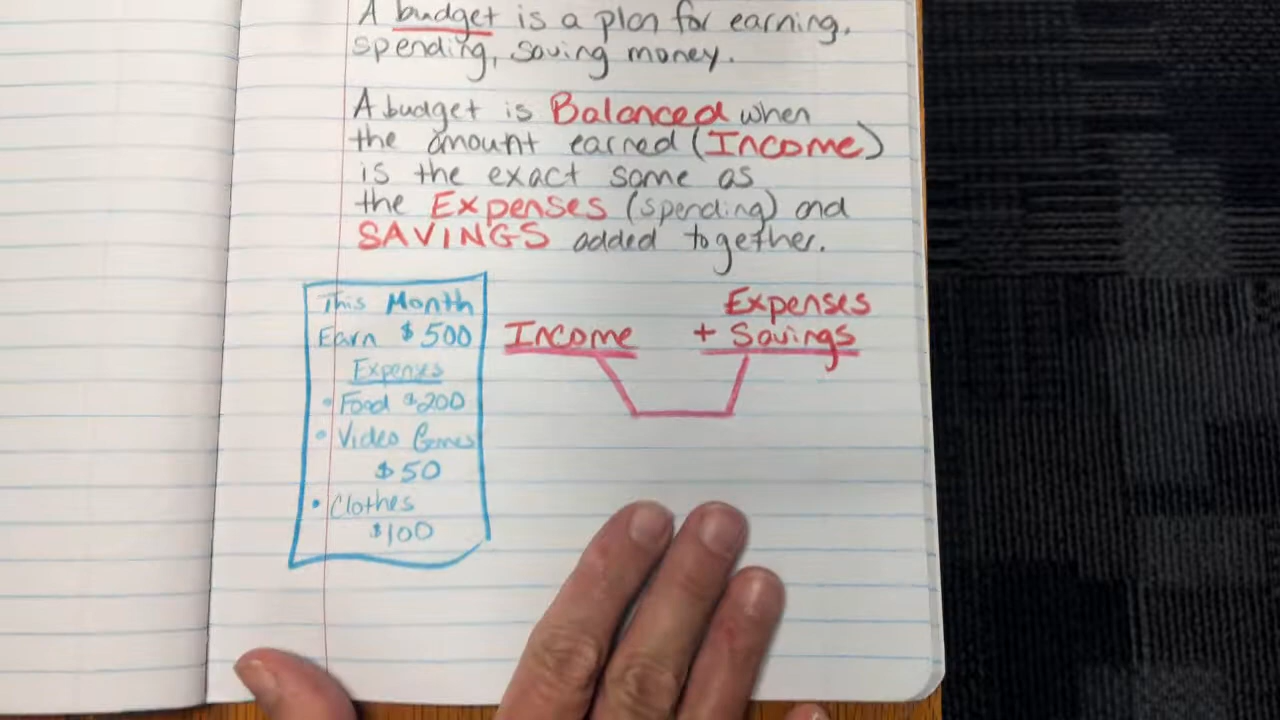 A budget is a plan for earning,
spending, saving money.
A budget is Balanced when
the amount earned (Income)
is the exact same as
the Expenses (spending) and
SAVINGS added together.
This Month
Earn $500
Expenses
• Food $200
• Video Games
$50
• Clothes
$100
Income
Expenses
+ Savings